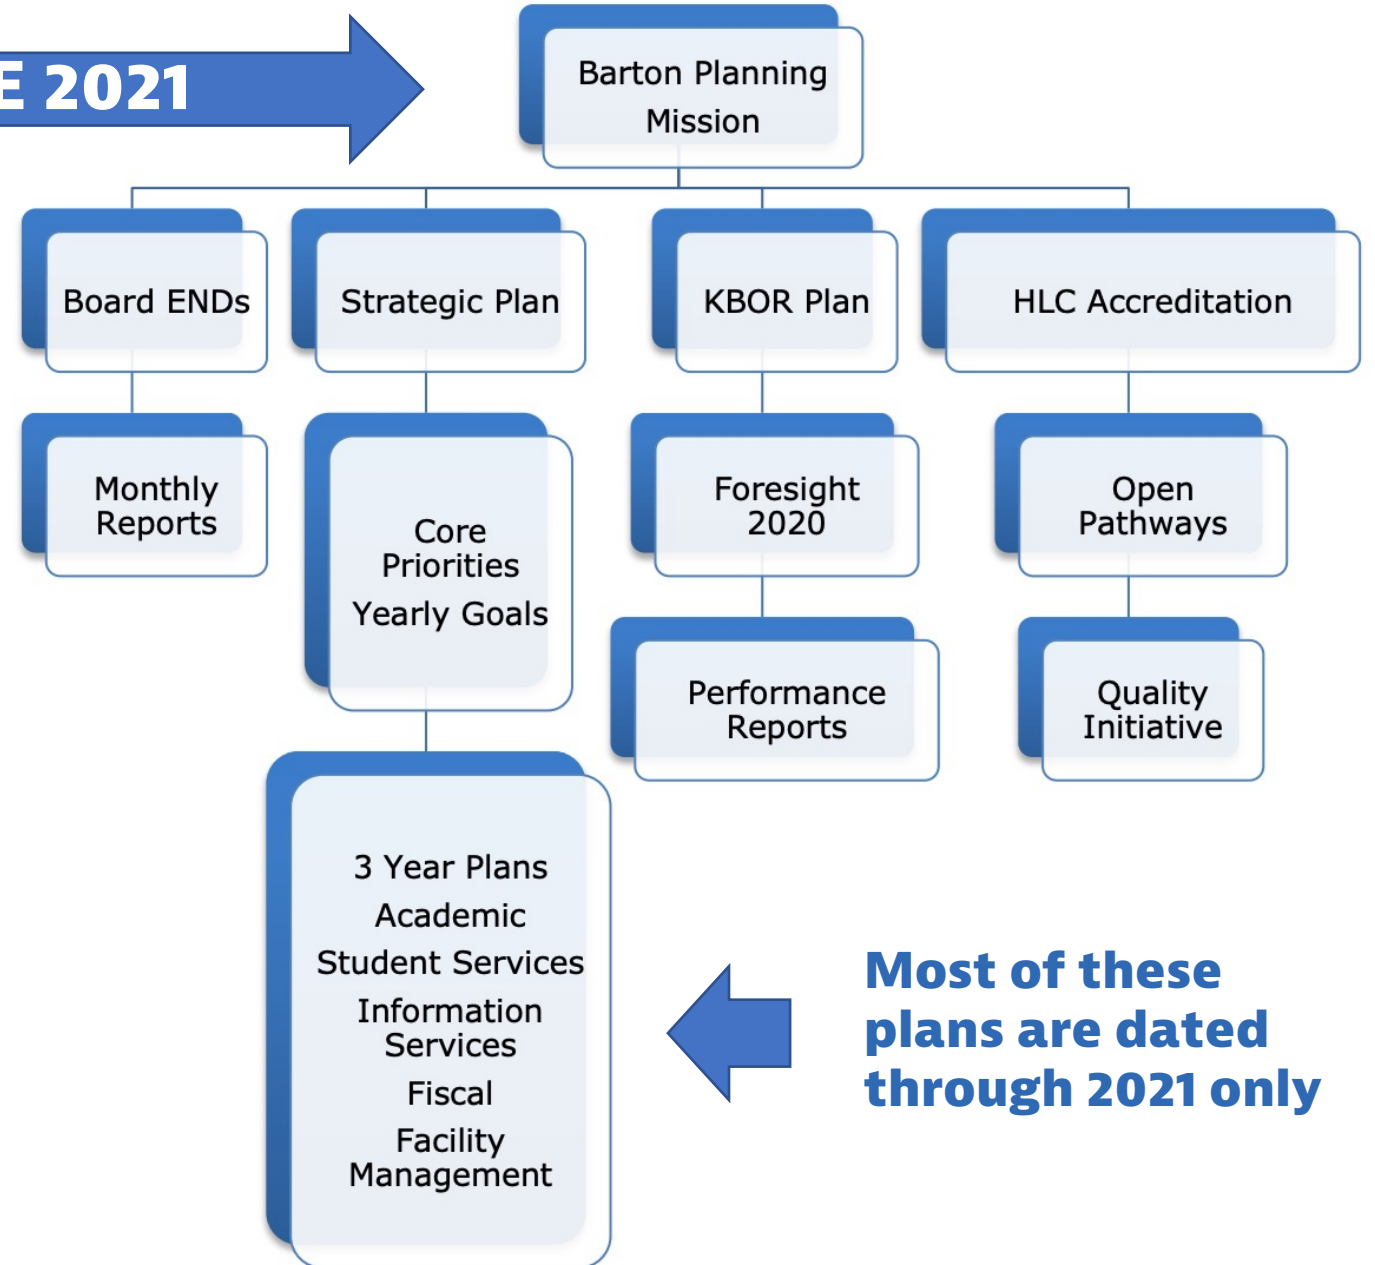 E 2021
Barton Planning
Mission
Board ENDs
Strategic Plan
KBOR Plan
HLC Accreditation
Monthly
Reports
Core
Priorities
Yearly Goals
Foresight
2020
Open
Pathways
Performance
Reports
Quality
Initiative
3 Year Plans
Academic
Student Services
Information
Services
Fiscal
Facility
Management
Most of these
plans are dated
through 2021 only